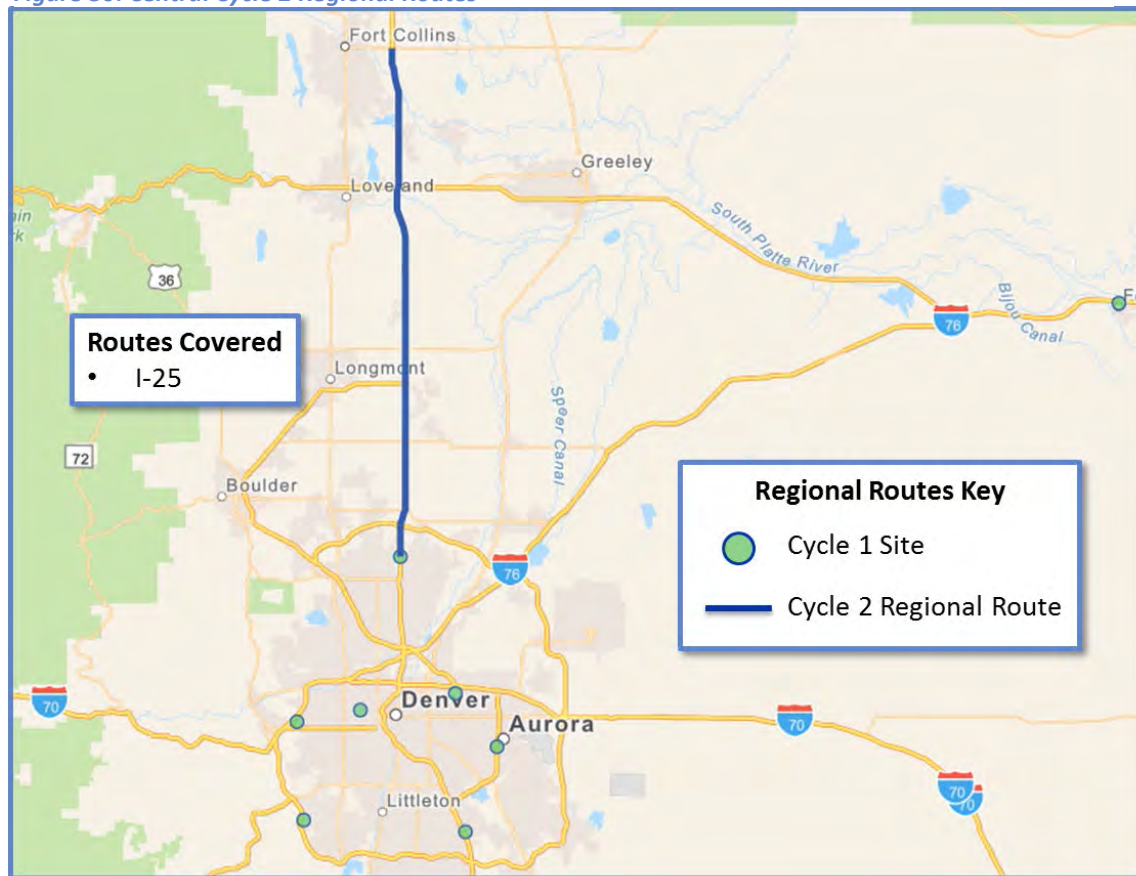 Fort Collins
Greeley
Loveland
South Platte River
36
76
Bijou Canal
Routes Covered
• I-25
Longmont
Speer Canal
72
Boulder
Regional Routes Key
Cycle 1 Site
Cycle 2 Regional Route
76
70
Denver
Aurora
70
Littleton
70
70